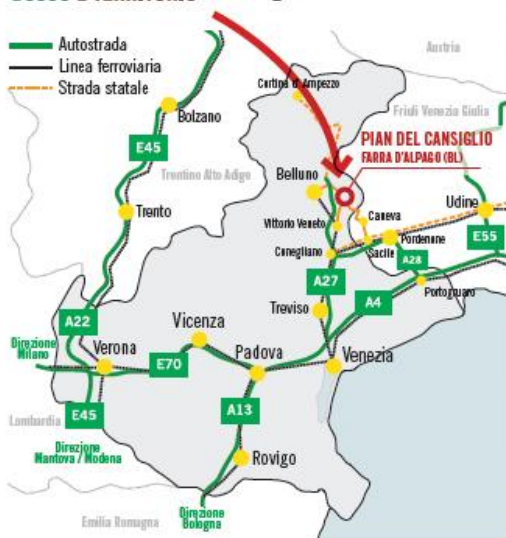 Autostrada
Linea ferroviaria
Strada statale
Austria
Cortina d'Ampezzo
Bolzano
Friuli Venezia Giulia
PIAN DEL CANSIGLIO
FARRA D'ALPAGO (BL)
E45
Trentino Alto Adige
Belluno
Trento
Vittorio Veneto
Caneva
Udine
Conegliano
Sacile
Pordenone
E55
A28
A27
Portogruaro
A22
Treviso
A4
Vicenza
Direzione
Milano
Verona
E70
Padova
Venezia
E45
A13
Lombardia
Direzione
Mantova / Modena
Rovigo
Direzione
Bologna
Emilia Romagna